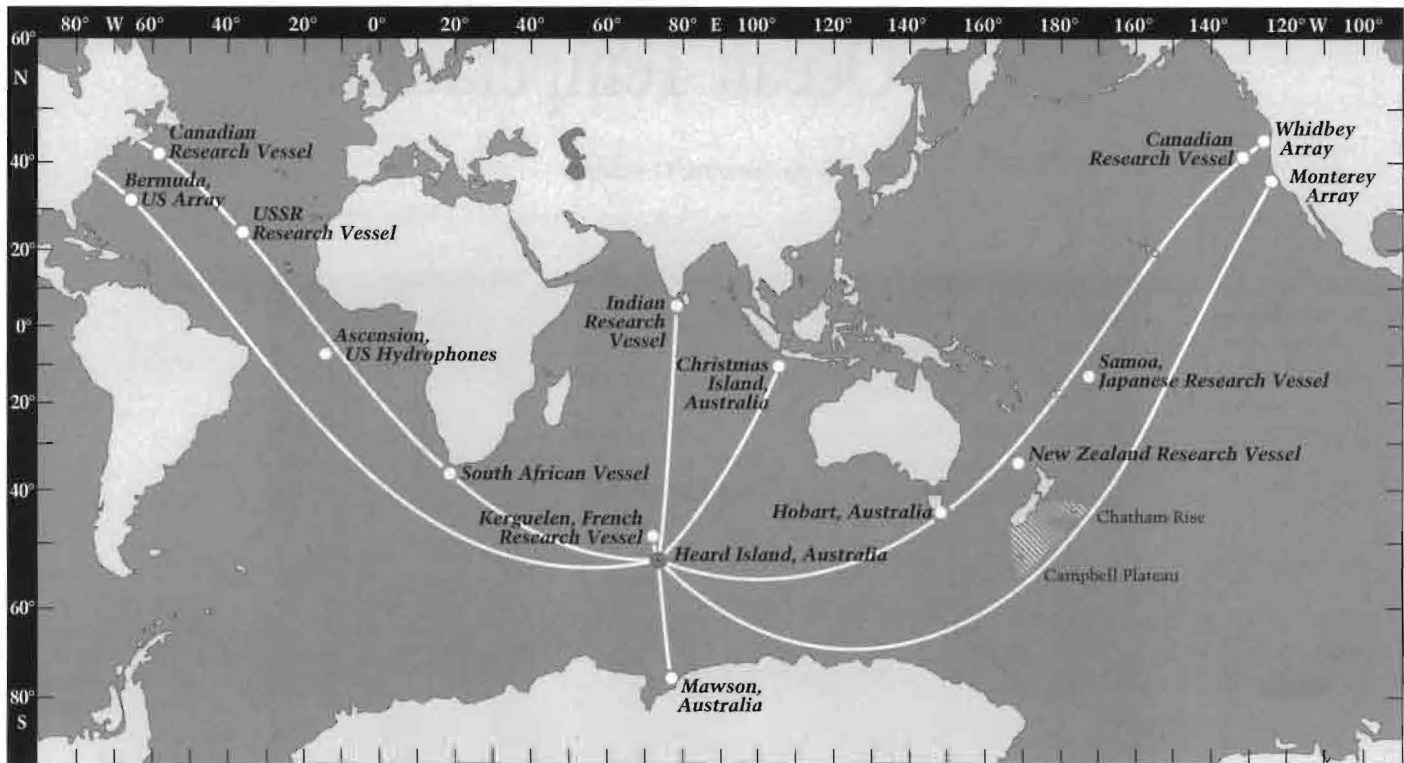 80° W 60° 40° 20° 0° 20° 40° 60° 80° E 100° 120° 140° 160° 180° 160° 140° 120° W 100°
60°
N
40°
20°
0°
20°
40°
60°
80°
S
Canadian
Research Vessel
Bermuda,
US Array
USSR
Research Vessel
Ascension,
US Hydrophones
South African Vessel
Kerguelen, French
Research Vessel
Heard Island, Australia
Mawson,
Australia
Indian
Research
Vessel
Christmas
Island,
Australia
Hobart, Australia
Canadian
Research Vessel
Whidbey
Array
Monterey
Array
Samoa,
Japanese Research Vessel
New Zealand Research Vessel
Chatham Rise
Campbell Plateau